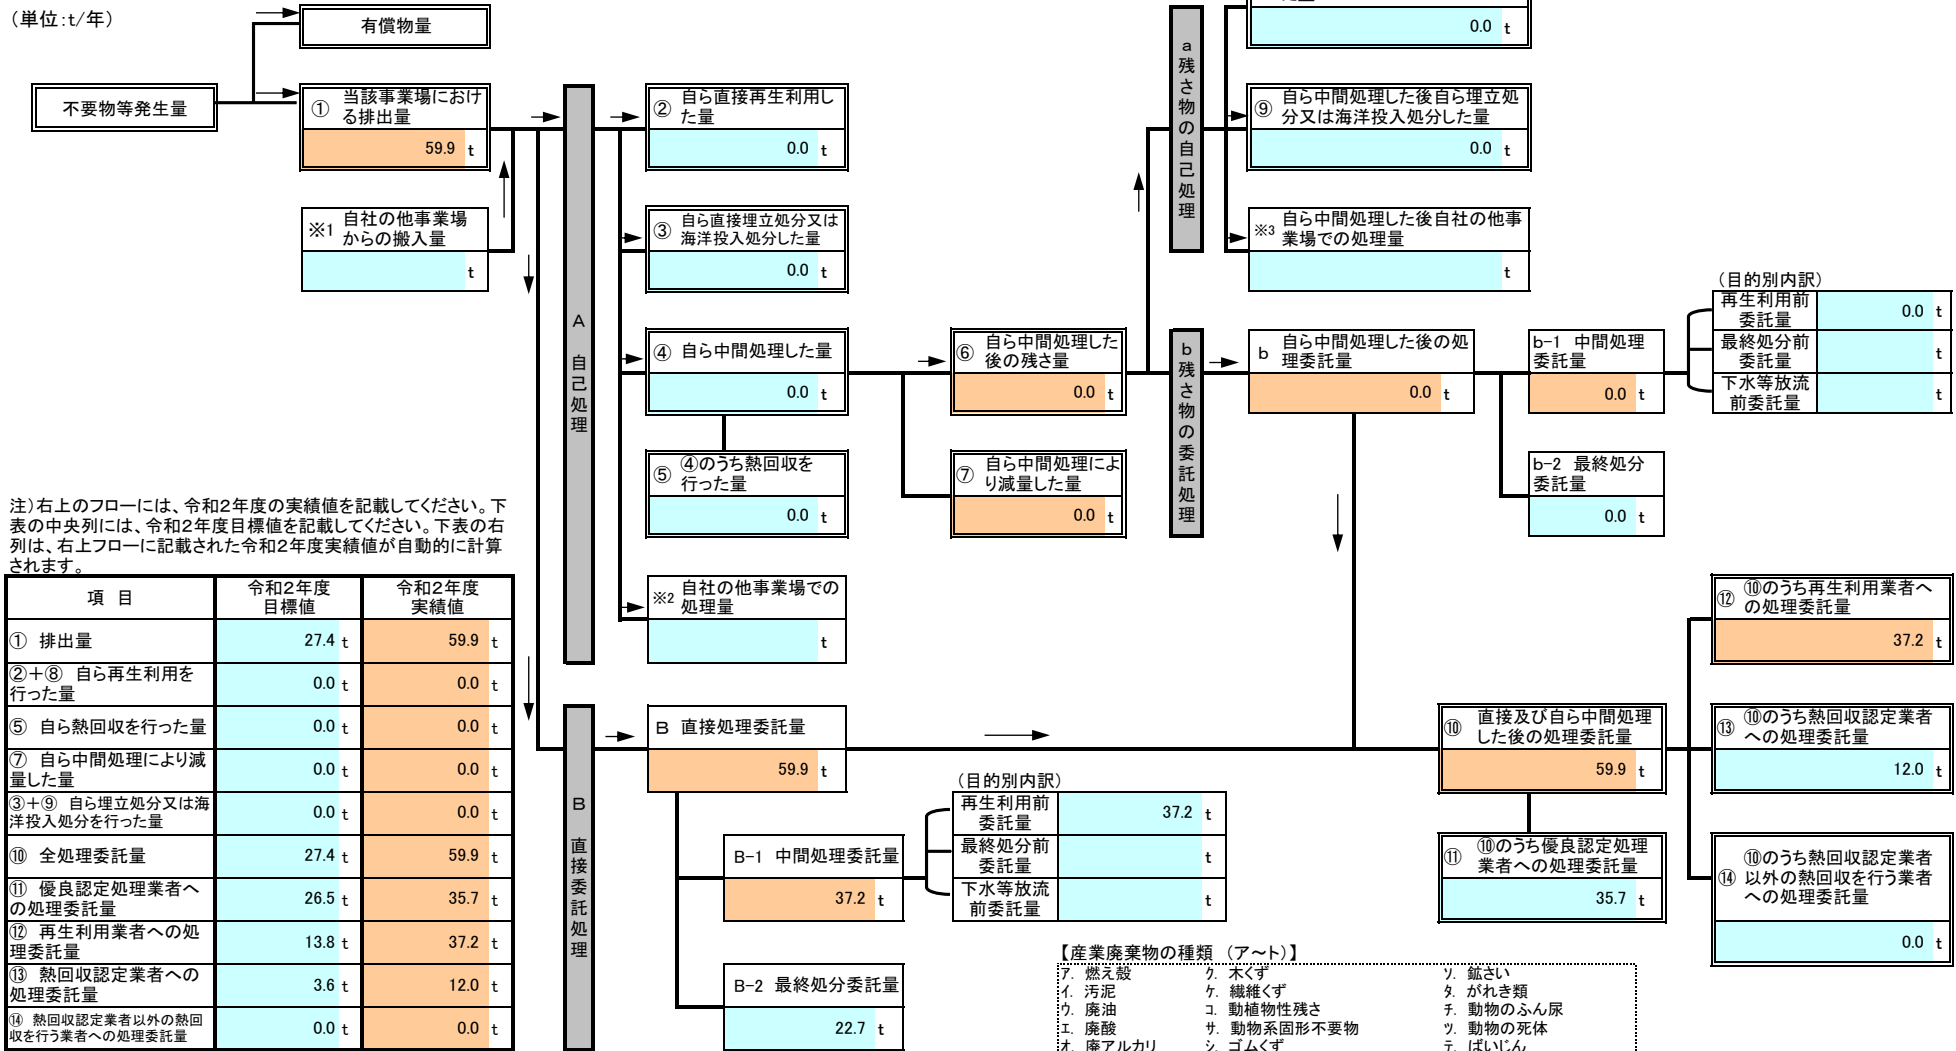 （単位：t/年）
有償物量
不要物等発生量
① 当該事業場におけ
る排出量
59.9 t
※1 自社の他事業場
からの搬入量
t
A 自己処理
② 自ら直接再生利用し
た量
0.0 t
③ 自ら直接埋立処分又は
海洋投入処分した量
0.0 t
④ 自ら中間処理した量
0.0 t
⑤ ④のうち熱回収を
行った量
0.0 t
※2 自社の他事業場での
処理量
t
⑥ 自ら中間処理した
後の残さ量
0.0 t
⑦ 自ら中間処理によ
り減量した量
0.0 t
a 残さ物の自己処理
0.0 t
⑨ 自ら中間処理した後自ら埋立処
分又は海洋投入処分した量
0.0 t
※3 自ら中間処理した後自社の他事
業場での処理量
t
b 残さ物の委託処理
b 自ら中間処理した後の処
理委託量
0.0 t
b-1 中間処理
委託量
0.0 t
b-2 最終処分
委託量
0.0 t
（目的別内訳）
再生利用前
委託量 0.0 t
最終処分前
委託量 t
下水等放流
前委託量 t
注）右上のフローには、令和２年度の実績値を記載してください。下
表の中央列には、令和２年度目標値を記載してください。下表の右
列は、右上フローに記載された令和２年度実績値が自動的に計算
されます。
項 目 令和２年度 令和２年度
目標値 実績値
① 排出量 27.4 t 59.9 t
②＋⑧ 自ら再生利用を
行った量 0.0 t 0.0 t
⑤ 自ら熱回収を行った量 0.0 t 0.0 t
⑦ 自ら中間処理により減
量した量 0.0 t 0.0 t
③＋⑨ 自ら埋立処分又は海
洋投入処分を行った量 0.0 t 0.0 t
⑩ 全処理委託量 27.4 t 59.9 t
⑪ 優良認定処理業者へ
の処理委託量 26.5 t 35.7 t
⑫ 再生利用業者への処
理委託量 13.8 t 37.2 t
⑬ 熱回収認定業者への
処理委託量 3.6 t 12.0 t
⑭ 熱回収認定業者以外の熱回
収を行う業者への処理委託量 0.0 t 0.0 t
B 直接委託処理
B 直接処理委託量
59.9 t
B-1 中間処理委託量
37.2 t
B-2 最終処分委託量
22.7 t
（目的別内訳）
再生利用前
委託量 37.2 t
最終処分前
委託量 t
下水等放流
前委託量 t
⑩ 直接及び自ら中間処理
した後の処理委託量
59.9 t
⑪ ⑩のうち優良認定処理
業者への処理委託量
35.7 t
⑫ ⑩のうち再生利用業者へ
の処理委託量
37.2 t
⑬ ⑩のうち熱回収認定業者
への処理委託量
12.0 t
⑩のうち熱回収認定業者
⑭ 以外の熱回収を行う業者
への処理委託量
0.0 t
【産業廃棄物の種類 （ア～ト）】
ア. 燃え殻 ク. 木くず ソ. 鉱さい
イ. 汚泥 ケ. 繊維くず タ. がれき類
ウ. 廃油 コ. 動植物性残さ チ. 動物のふん尿
エ. 廃酸 サ. 動物系固形不要物 ツ. 動物の死体
オ. 廃アルカリ シ. ゴムくず テ. ばいじん